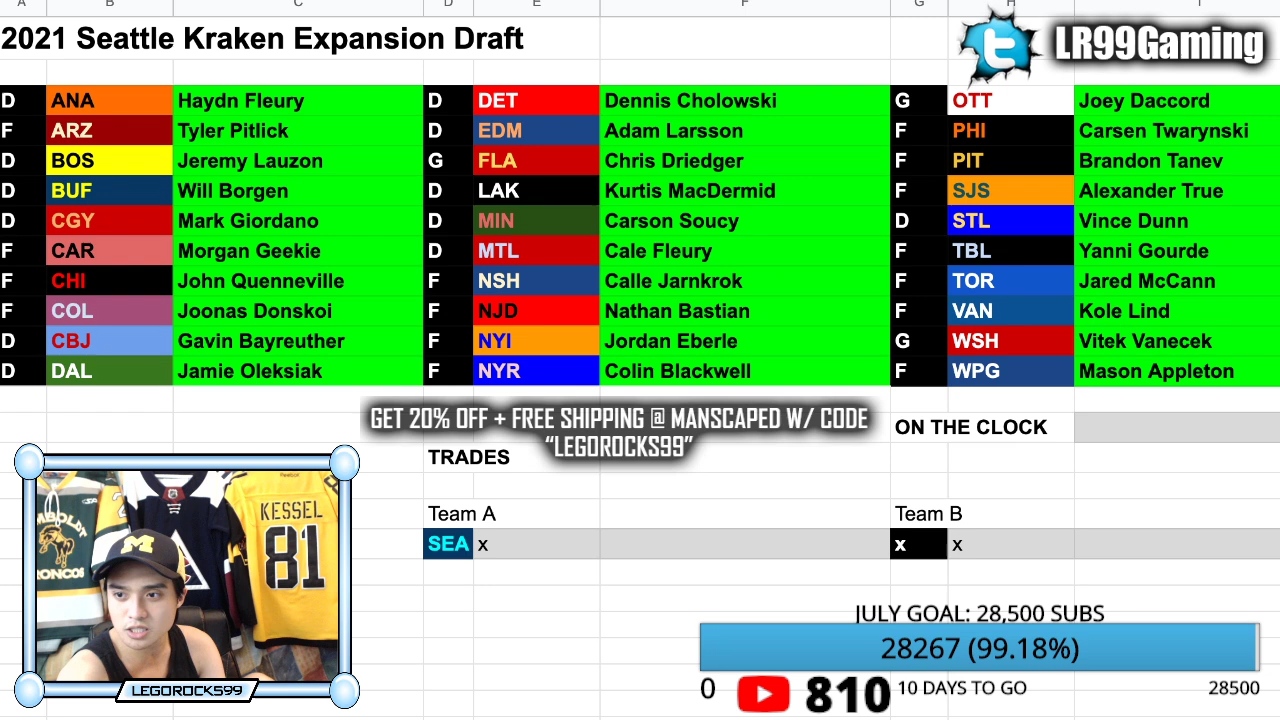 A B C D E F G H I
2021 Seattle Kraken Expansion Draft
LR99Gaming
D ANA Haydn Fleury D DET Dennis Cholowski G OTT Joey Daccord
F ARZ Tyler Pitlick D EDM Adam Larsson F PHI Carsen Twarynski
D BOS Jeremy Lauzon G FLA Chris Driedger F PIT Brandon Tanev
D BUF Will Borgen D LAK Kurtis MacDermid F SJS Alexander True
D CGY Mark Giordano D MIN Carson Soucy D STL Vince Dunn
F CAR Morgan Geekie D MTL Cale Fleury F TBL Yanni Gourde
F CHI John Quenneville F NSH Calle Jarnkrok F TOR Jared McCann
F COL Joonas Donskoi F NJD Nathan Bastian F VAN Kole Lind
D CBJ Gavin Bayreuther F NYI Jordan Eberle G WSH Vitek Vanecek
D DAL Jamie Oleksiak F NYR Colin Blackwell F WPG Mason Appleton
GET 20% OFF + FREE SHIPPING @ MANSCAPED W/ CODE
"LEGOROCKS99"
ON THE CLOCK
TRADES
Team A Team B
SEA x x x
Reebok
KESSEL
81
M
RONCOS
LEGOROCKS99
JULY GOAL: 28,500 SUBS
28267 (99.18%)
0 810 10 DAYS TO GO 28500